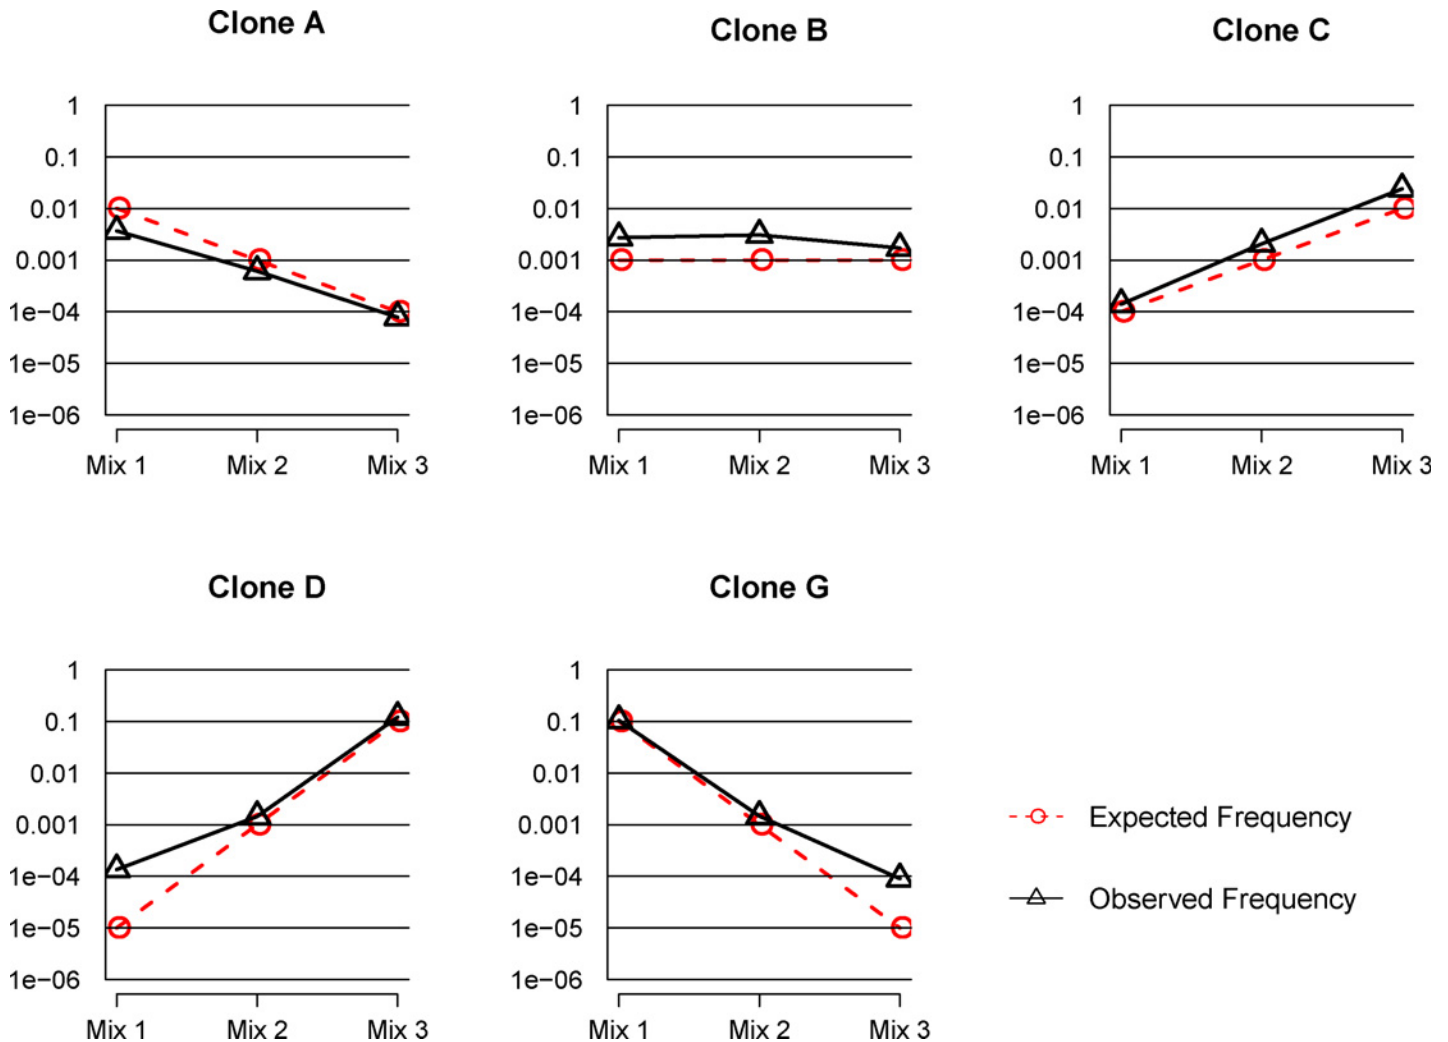 Clone A
1
0.1
0.01
0.001
1e−04
1e−05
1e−06
Mix 1 Mix 2 Mix 3
Clone B
1
0.1
0.01
0.001
1e−04
1e−05
1e−06
Mix 1 Mix 2 Mix 3
Clone C
1
0.1
0.01
0.001
1e−04
1e−05
1e−06
Mix 1 Mix 2 Mix 3
Clone D
1
0.1
0.01
0.001
1e−04
1e−05
1e−06
Mix 1 Mix 2 Mix 3
Clone G
1
0.1
0.01
0.001
1e−04
1e−05
1e−06
Mix 1 Mix 2 Mix 3
Expected Frequency
Observed Frequency